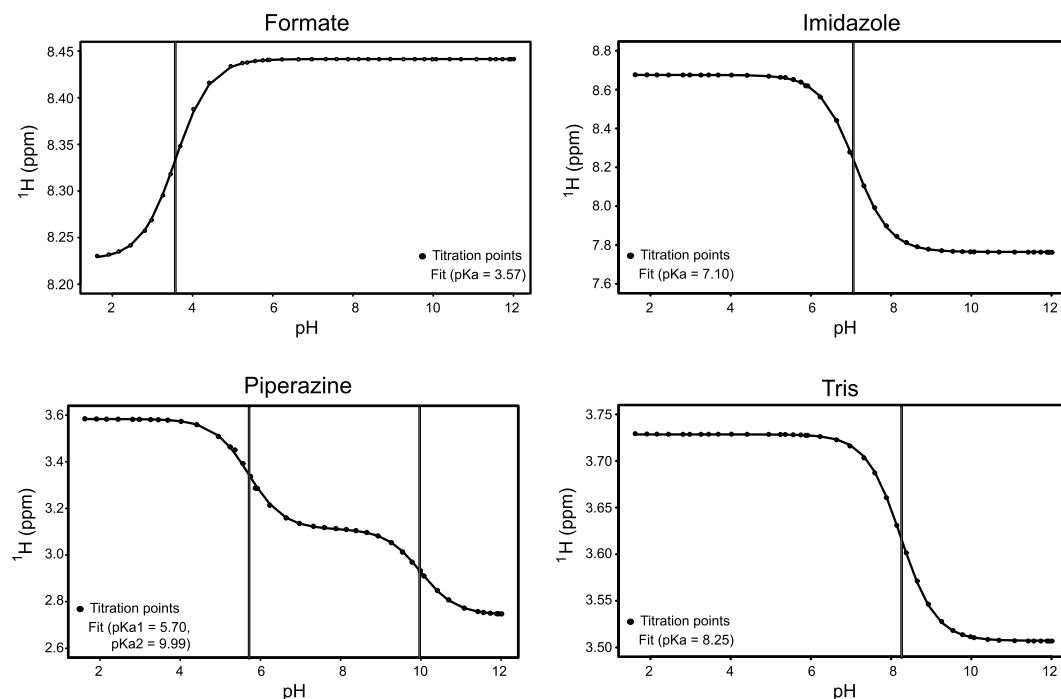 Formate
¹H (ppm)
8.45
8.40
8.35
8.30
8.25
8.20
Titration points
Fit (pKa = 3.57)
2 4 6 8 10 12
pH
Imidazole
¹H (ppm)
8.8
8.6
8.4
8.2
8.0
7.8
7.6
Titration points
Fit (pKa = 7.10)
2 4 6 8 10 12
pH
Piperazine
¹H (ppm)
3.6
3.4
3.2
3.0
2.8
2.6
Titration points
Fit (pKa1 = 5.70,
pKa2 = 9.99)
2 4 6 8 10 12
pH
Tris
¹H (ppm)
3.75
3.70
3.60
3.60
3.55
3.50
Titration points
Fit (pKa = 8.25)
2 4 6 8 10 12
pH